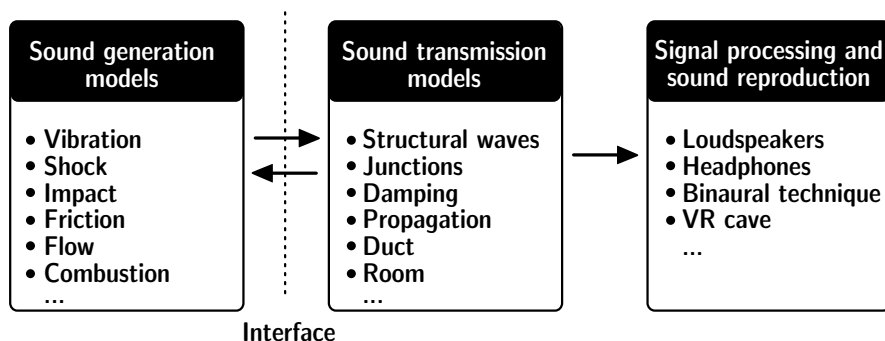 Sound generation
models
• Vibration
• Shock
• Impact
• Friction
• Flow
• Combustion
...
Interface
Sound transmission
models
• Structural waves
• Junctions
• Damping
• Propagation
• Duct
• Room
...
Signal processing and
sound reproduction
• Loudspeakers
• Headphones
• Binaural technique
• VR cave
...